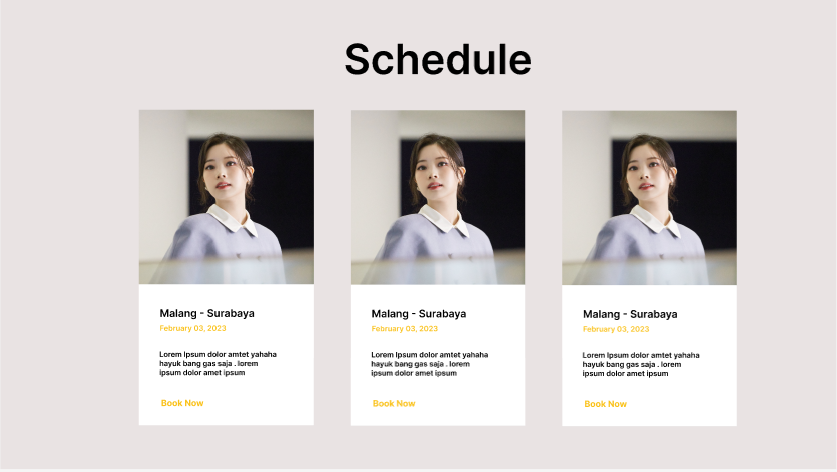 Schedule
Malang - Surabaya
February 03, 2023
Lorem Ipsum dolor amtet yahaha
hayuk bang gas saja . lorem
ipsum dolor amet ipsum
Book Now
Malang - Surabaya
February 03, 2023
Lorem Ipsum dolor amtet yahaha
hayuk bang gas saja . lorem
ipsum dolor amet ipsum
Book Now
Malang - Surabaya
February 03, 2023
Lorem Ipsum dolor amtet yahaha
hayuk bang gas saja . lorem
ipsum dolor amet ipsum
Book Now